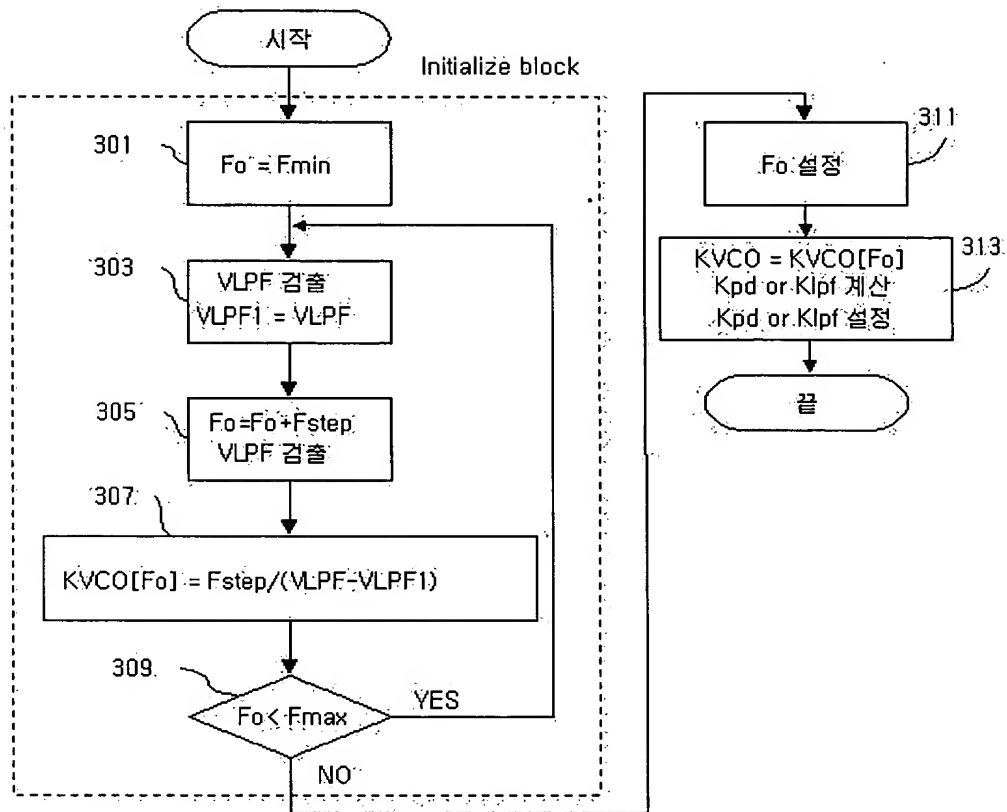 시작
Initialize block
301
Fo = Fmin
303
VLPF 검출
VLPF1 = VLPF
305
Fo=Fo+Fstep
VLPF 검출
307
KVCO[Fo] = Fstep/(VLPF-VLPF1)
309
Fo< Fmax
YES
NO
311
Fo 설정
313
KVCO = KVCO[Fo]
Kpd or Klpf 계산
Kpd or Klpf 설정
끝